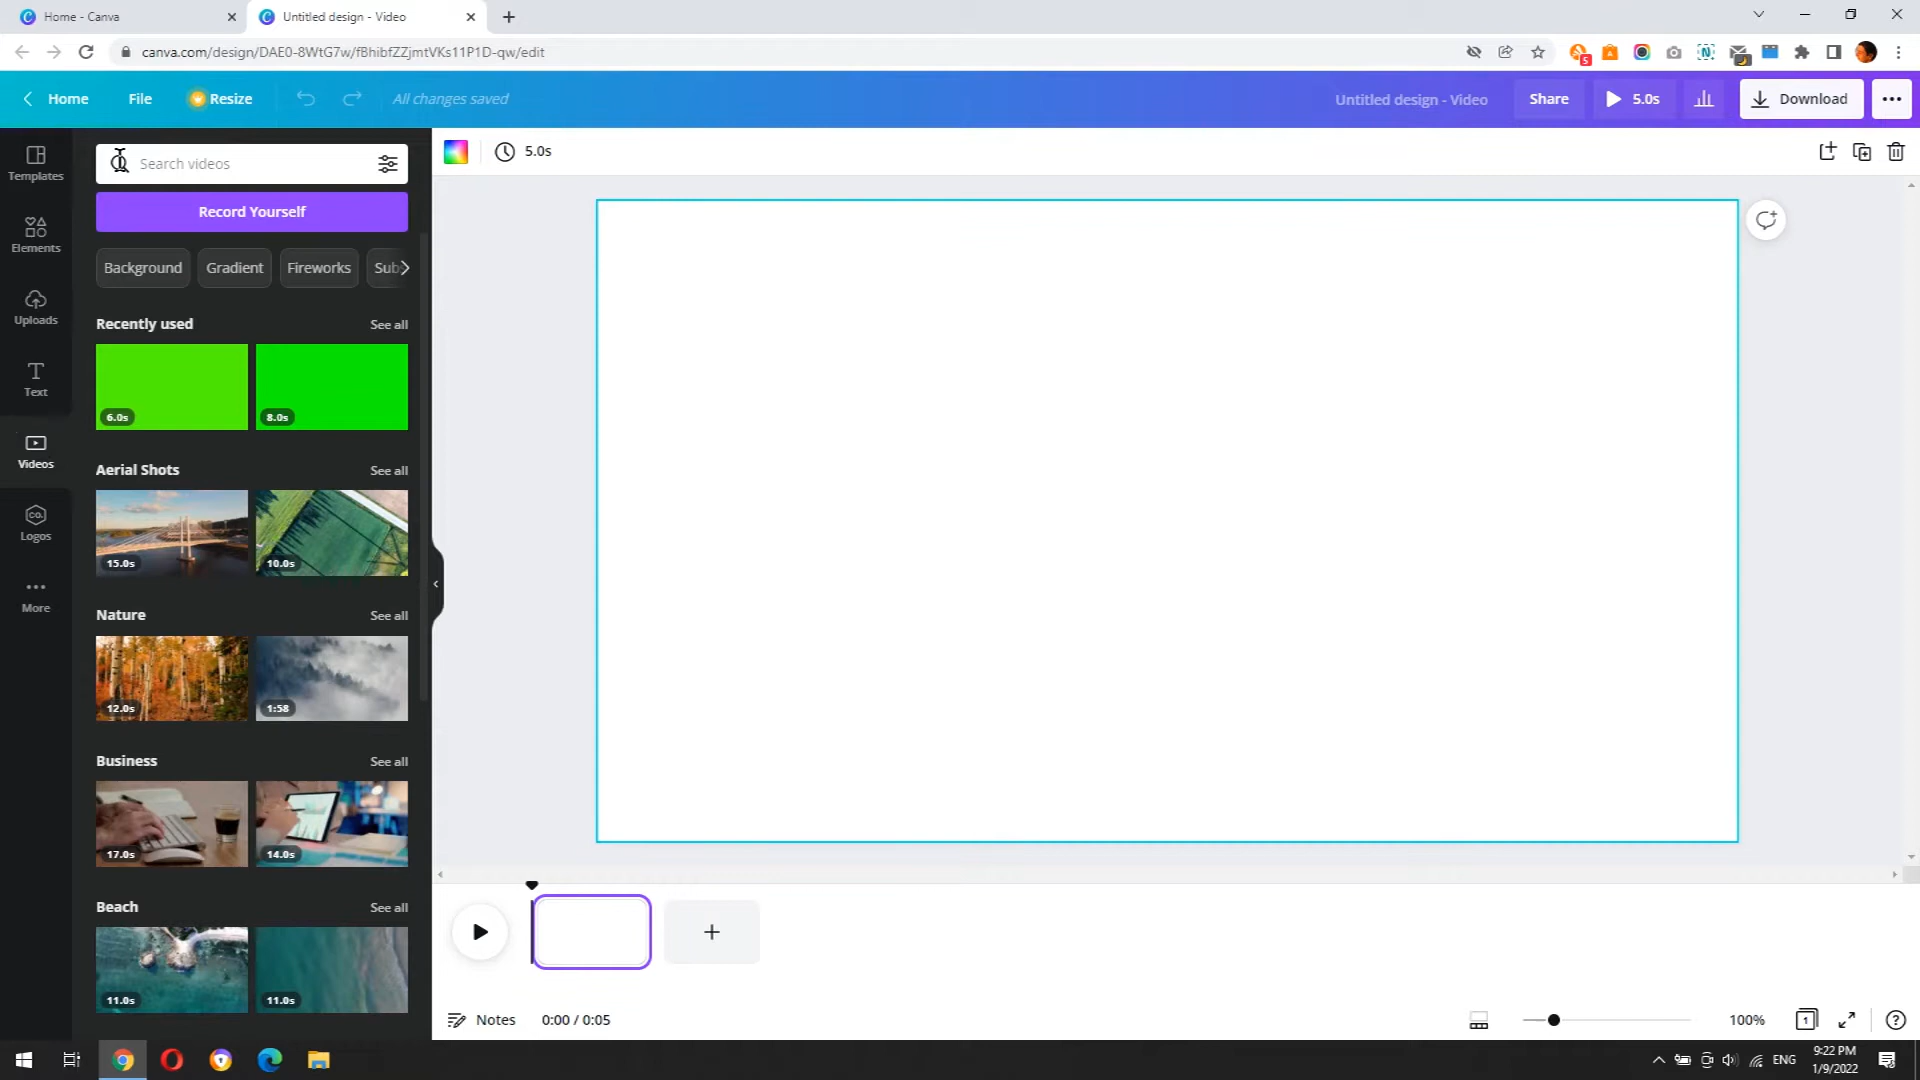 Home - Canva
Untitled design - Video
canva.com/design/DAE0-8WtG7w/fBhibfZZjmtVKs11P1D-qw/edit
5
Home
File
Resize
All changes saved
Untitled design - Video
Share
5.0s
Download
Templates
Elements
Uploads
Text
Videos
CO.
Logos
More
Search videos
Record Yourself
Background
Gradient
Fireworks
Sub
Recently used
See all
6.0s
8.0s
Aerial Shots
See all
15.0s
10.0s
Nature
See all
12.0s
1:58
Business
See all
17.0s
14.0s
Beach
See all
11.0s
11.0s
5.0s
Notes
0:00 / 0:05
100%
1
ENG
9:22 PM
1/9/2022